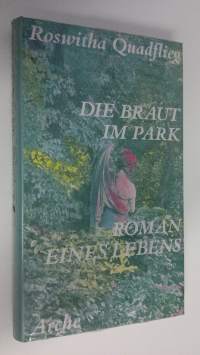 Roswitha Quadflieg
DIE BRAUT
IM PARK
ROMAN
EINES LEBENS
Arche